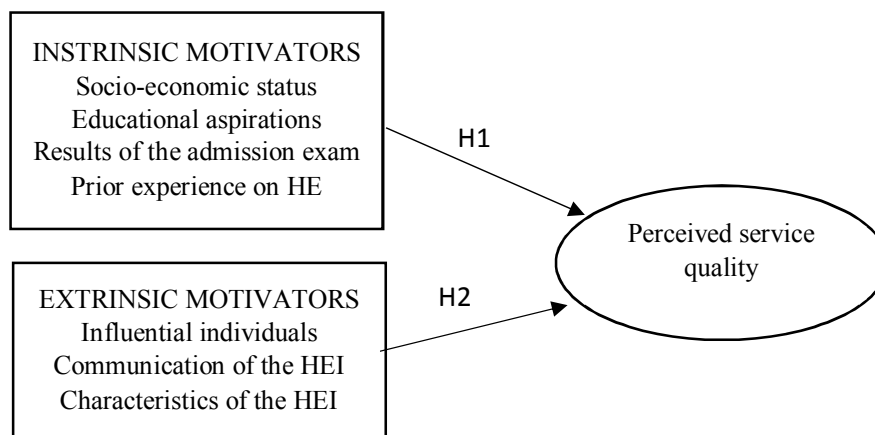 INSTRINSIC MOTIVATORS
Socio-economic status
Educational aspirations
Results of the admission exam
Prior experience on HE
H1
Perceived service
quality
EXTRINSIC MOTIVATORS
Influential individuals
Communication of the HEI
Characteristics of the HEI
H2